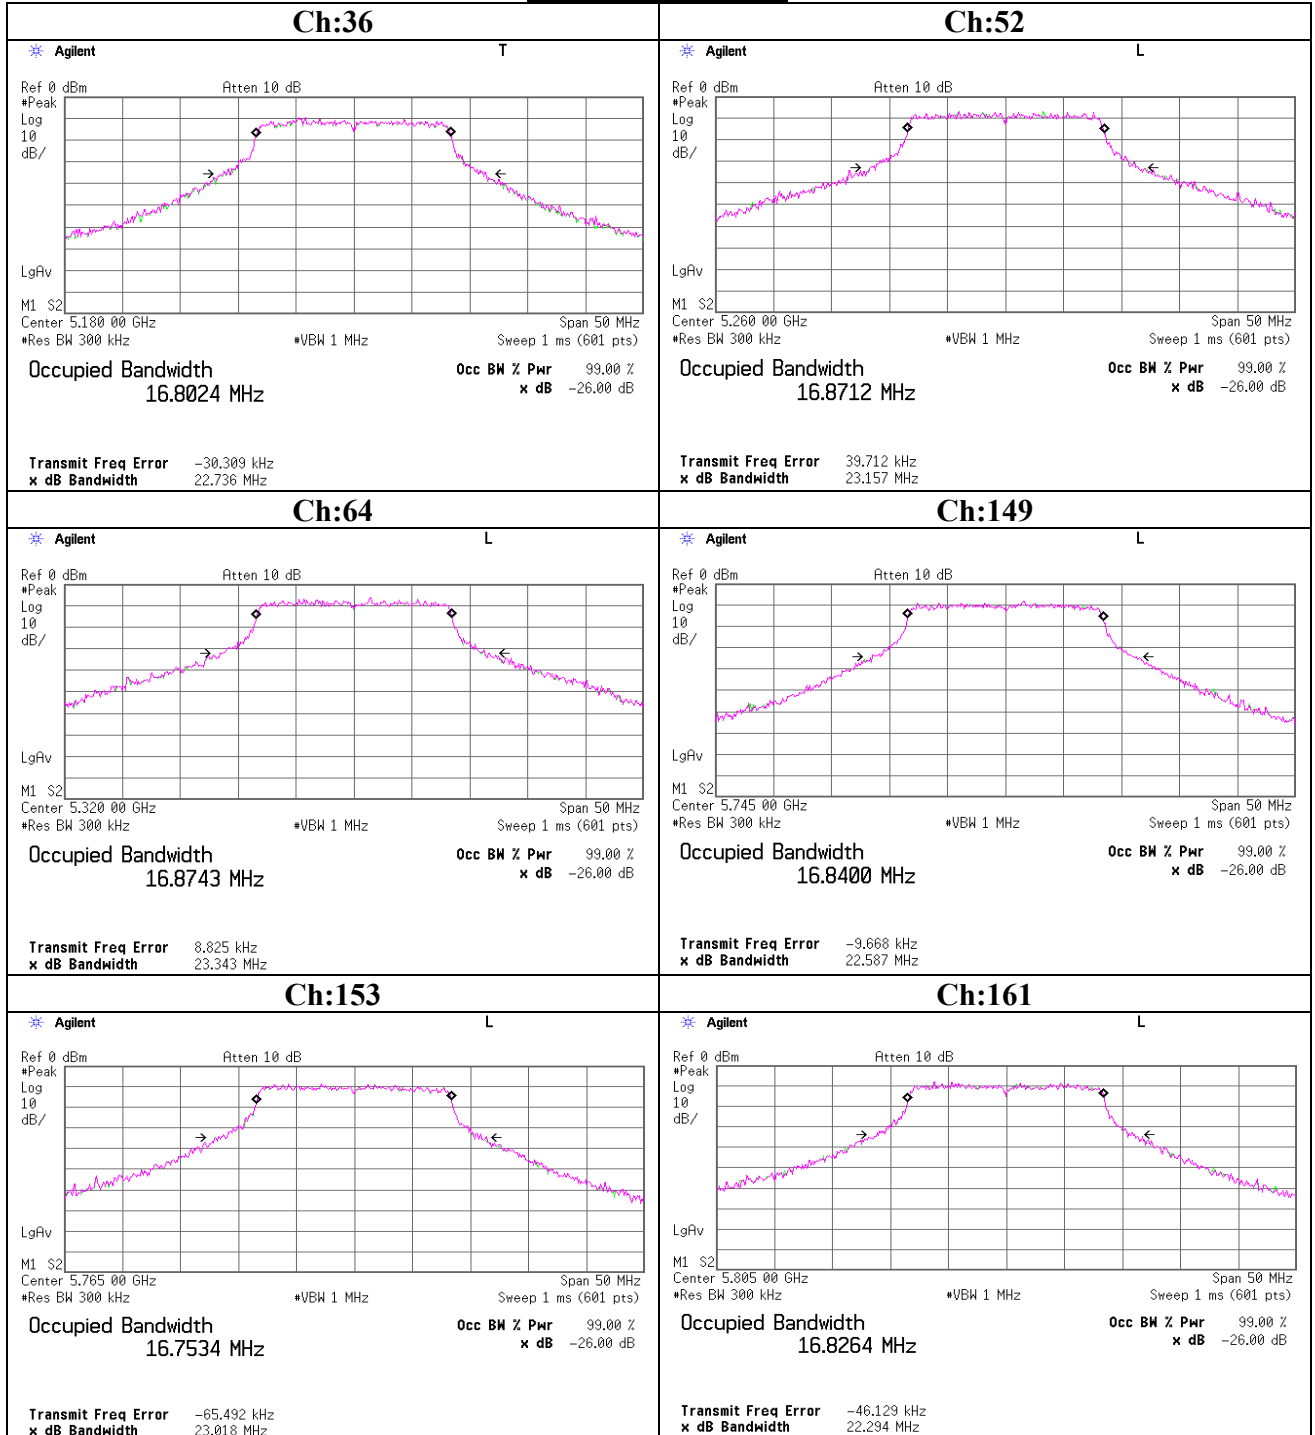 Ch:36
Agilent T
Ref 0 dBm Atten 10 dB
#Peak
Log
10
dB/
LgAv
M1 S2
Center 5.180 00 GHz Span 50 MHz
#Res BW 300 kHz #VBW 1 MHz Sweep 1 ms (601 pts)
Occupied Bandwidth Occ BW % Pwr 99.00 %
16.8024 MHz x dB -26.00 dB
Transmit Freq Error -30.309 kHz
x dB Bandwidth 22.736 MHz
Ch:52
Agilent L
Ref 0 dBm Atten 10 dB
#Peak
Log
10
dB/
LgAv
M1 S2
Center 5.260 00 GHz Span 50 MHz
#Res BW 300 kHz #VBW 1 MHz Sweep 1 ms (601 pts)
Occupied Bandwidth Occ BW % Pwr 99.00 %
16.8712 MHz x dB -26.00 dB
Transmit Freq Error 39.712 kHz
x dB Bandwidth 23.157 MHz
Ch:64
Agilent L
Ref 0 dBm Atten 10 dB
#Peak
Log
10
dB/
LgAv
M1 S2
Center 5.320 00 GHz Span 50 MHz
#Res BW 300 kHz #VBW 1 MHz Sweep 1 ms (601 pts)
Occupied Bandwidth Occ BW % Pwr 99.00 %
16.8743 MHz x dB -26.00 dB
Transmit Freq Error 8.825 kHz
x dB Bandwidth 23.343 MHz
Ch:149
Agilent L
Ref 0 dBm Atten 10 dB
#Peak
Log
10
dB/
LgAv
M1 S2
Center 5.745 00 GHz Span 50 MHz
#Res BW 300 kHz #VBW 1 MHz Sweep 1 ms (601 pts)
Occupied Bandwidth Occ BW % Pwr 99.00 %
16.8400 MHz x dB -26.00 dB
Transmit Freq Error -9.668 kHz
x dB Bandwidth 22.587 MHz
Ch:153
Agilent L
Ref 0 dBm Atten 10 dB
#Peak
Log
10
dB/
LgAv
M1 S2
Center 5.765 00 GHz Span 50 MHz
#Res BW 300 kHz #VBW 1 MHz Sweep 1 ms (601 pts)
Occupied Bandwidth Occ BW % Pwr 99.00 %
16.7534 MHz x dB -26.00 dB
Transmit Freq Error -65.492 kHz
x dB Bandwidth 23.018 MHz
Ch:161
Agilent L
Ref 0 dBm Atten 10 dB
#Peak
Log
10
dB/
LgAv
M1 S2
Center 5.805 00 GHz Span 50 MHz
#Res BW 300 kHz #VBW 1 MHz Sweep 1 ms (601 pts)
Occupied Bandwidth Occ BW % Pwr 99.00 %
16.8264 MHz x dB -26.00 dB
Transmit Freq Error -46.129 kHz
x dB Bandwidth 22.294 MHz